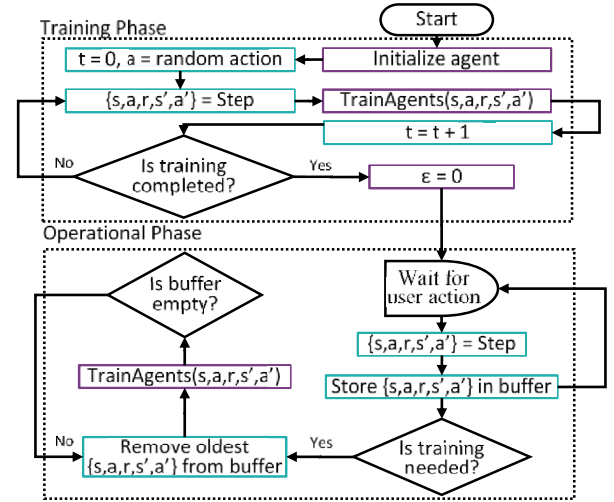 Start
Training Phase
t = 0, a = random action
Initialize agent
{s,a,r,s’,a’} = Step
TrainAgents(s,a,r,s’,a’)
t = t + 1
No
Is training
completed?
Yes
ε = 0
Operational Phase
Is buffer
empty?
Wait for
user action
{s,a,r,s’,a’} = Step
TrainAgents(s,a,r,s’,a’)
Store {s,a,r,s’,a’} in buffer
No
Remove oldest
{s,a,r,s’,a’} from buffer
Yes
Is training
needed?